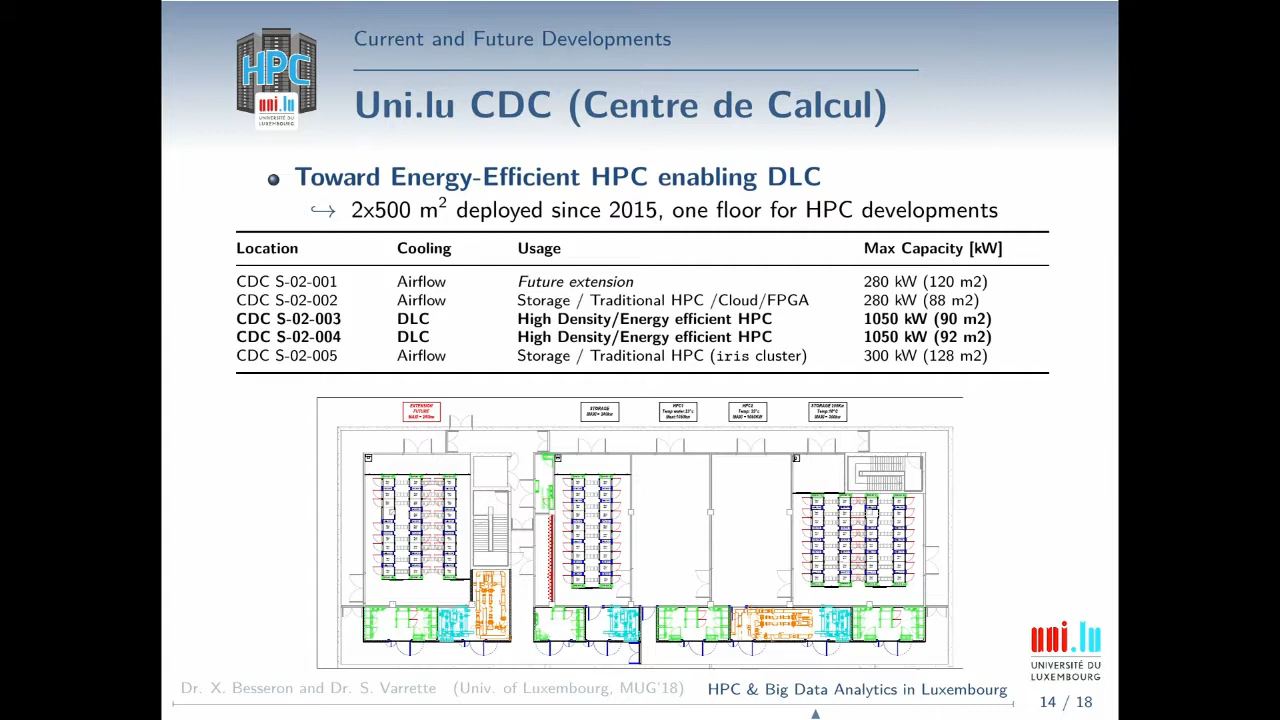 Current and Future Developments
HPC
uni.lu
UNIVERSITÉ DU
LUXEMBOURG
Uni.lu CDC (Centre de Calcul)
Toward Energy-Efficient HPC enabling DLC
↪ 2x500 m² deployed since 2015, one floor for HPC developments
Location Cooling Usage Max Capacity [kW]
CDC S-02-001 Airflow Future extension 280 kW (120 m2)
CDC S-02-002 Airflow Storage / Traditional HPC /Cloud/FPGA 280 kW (88 m2)
CDC S-02-003 DLC High Density/Energy efficient HPC 1050 kW (90 m2)
CDC S-02-004 DLC High Density/Energy efficient HPC 1050 kW (92 m2)
CDC S-02-005 Airflow Storage / Traditional HPC (iris cluster) 300 kW (128 m2)
EXTENSION
FUTURE
STORAGE
HPC1
HPC2
uni.lu
UNIVERSITÉ DU
LUXEMBOURG
Dr. X. Besseron and Dr. S. Varrette (Univ. of Luxembourg, MUG'18) HPC & Big Data Analytics in Luxembourg
14 / 18